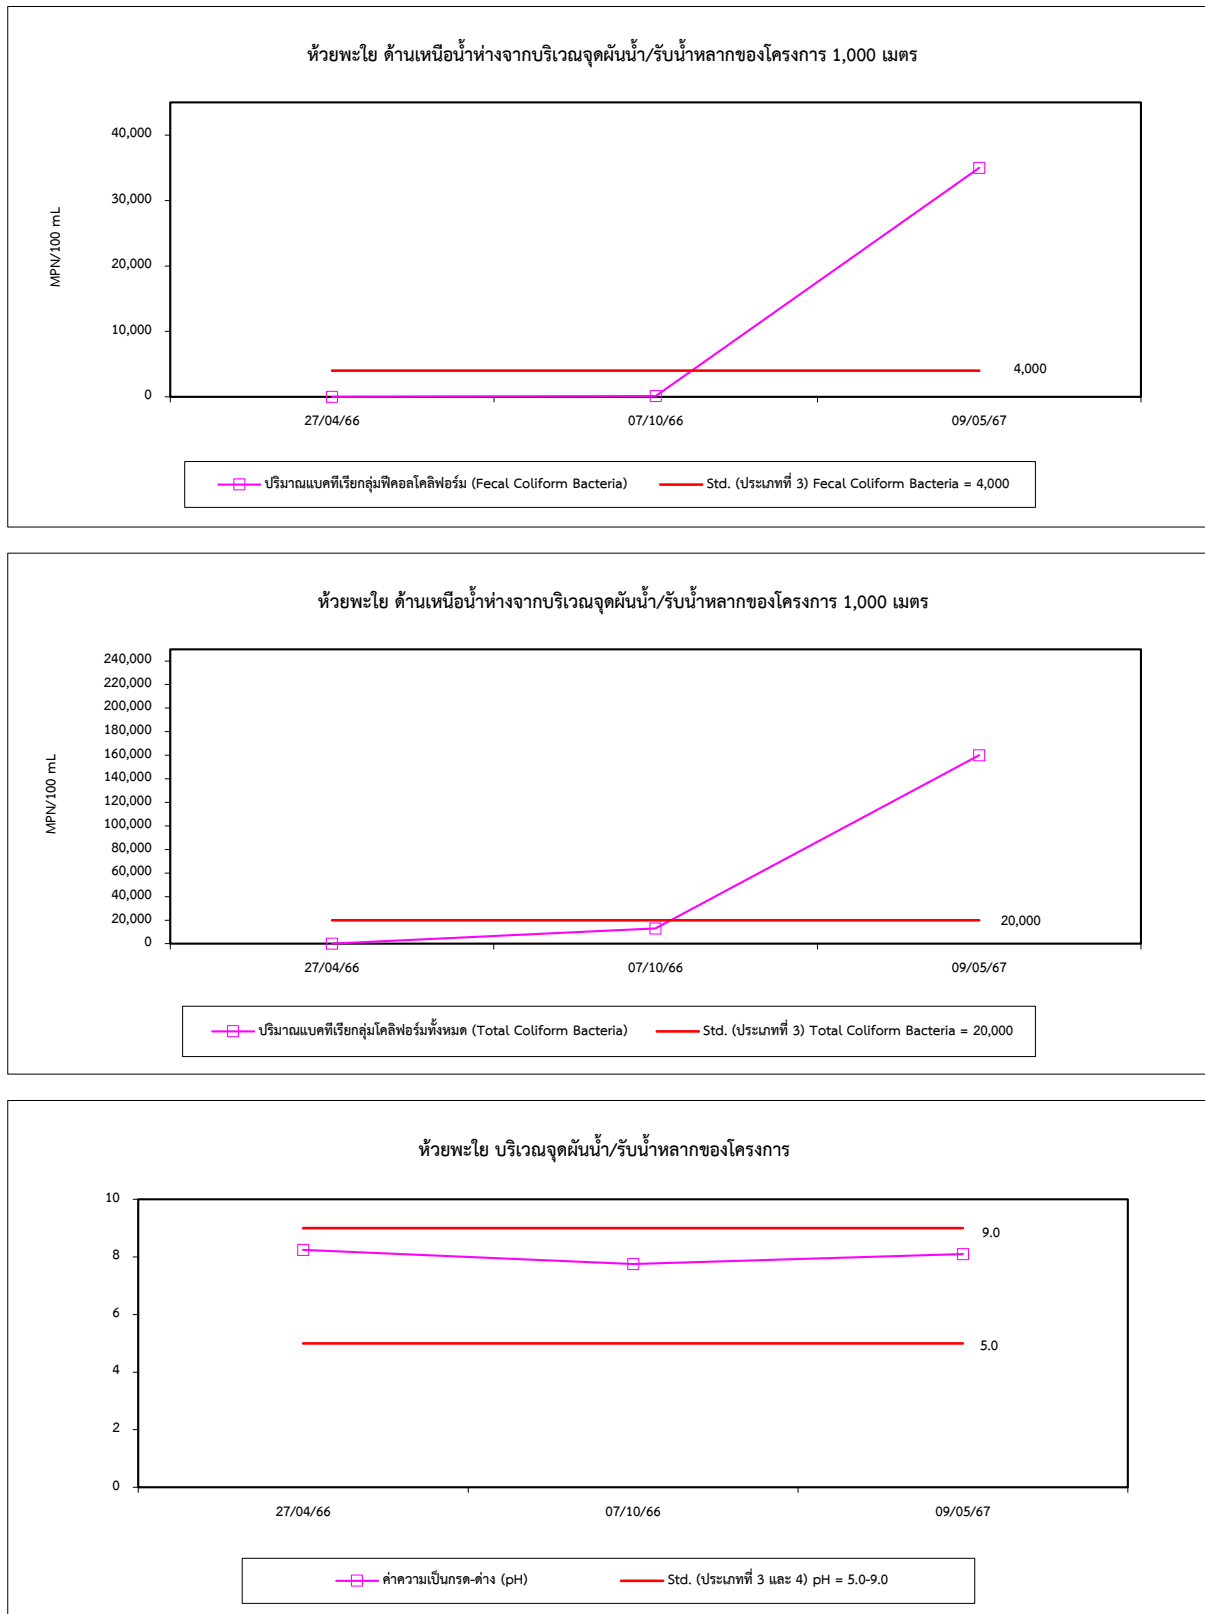 ห้วยพะใย ด้านเหนือน้ำห่างจากบริเวณจุดผันน้ำ/รับน้ำหลากของโครงการ 1,000 เมตร
40,000
30,000
20,000
10,000
0
MPN/100 mL
4,000
27/04/66 07/10/66 09/05/67
ปริมาณแบคทีเรียกลุ่มฟีคอลโคลิฟอร์ม (Fecal Coliform Bacteria) Std. (ประเภทที่ 3) Fecal Coliform Bacteria = 4,000
ห้วยพะใย ด้านเหนือน้ำห่างจากบริเวณจุดผันน้ำ/รับน้ำหลากของโครงการ 1,000 เมตร
240,000
220,000
200,000
180,000
160,000
140,000
120,000
100,000
80,000
60,000
40,000
20,000
0
MPN/100 mL
20,000
27/04/66 07/10/66 09/05/67
ปริมาณแบคทีเรียกลุ่มโคลิฟอร์มทั้งหมด (Total Coliform Bacteria) Std. (ประเภทที่ 3) Total Coliform Bacteria = 20,000
ห้วยพะใย บริเวณจุดผันน้ำ/รับน้ำหลากของโครงการ
10
8
6
4
2
0
9.0
5.0
27/04/66 07/10/66 09/05/67
ค่าความเป็นกรด-ด่าง (pH) Std. (ประเภทที่ 3 และ 4) pH = 5.0-9.0